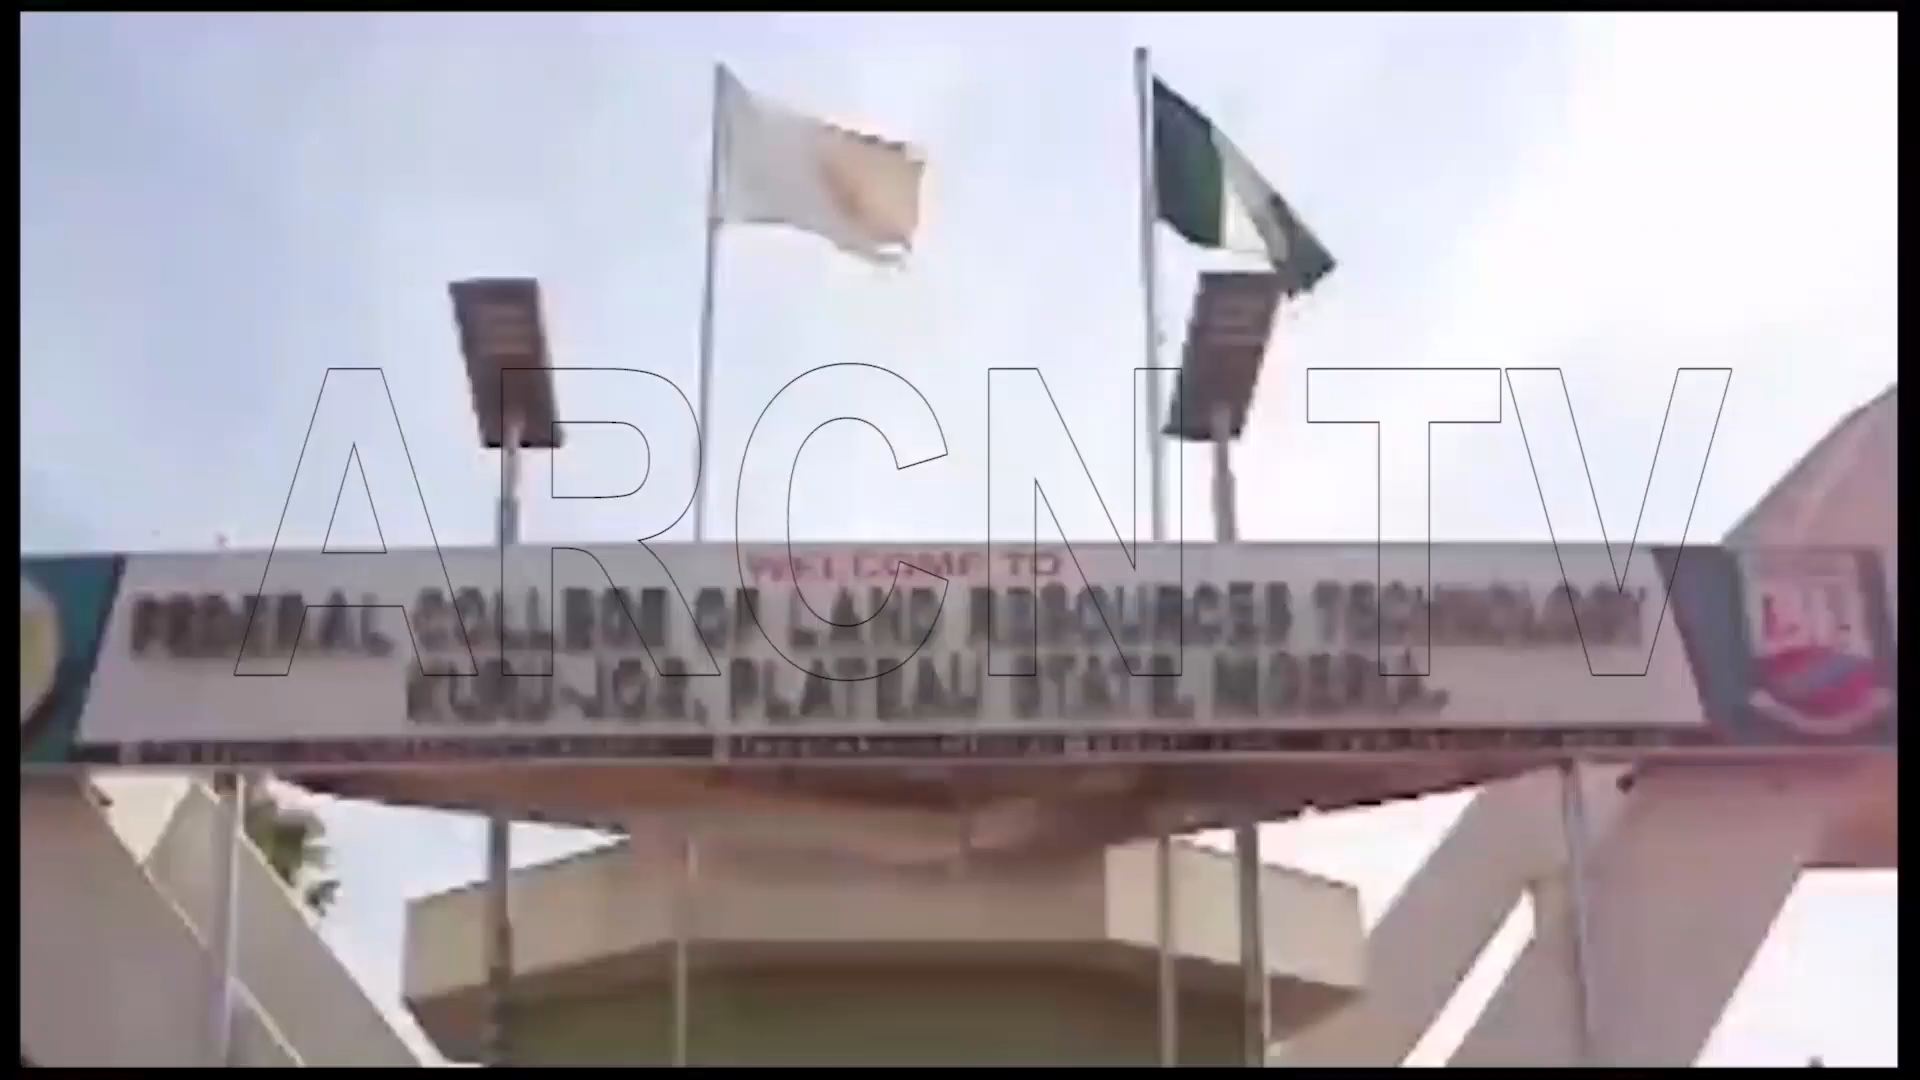 ARCN TV
WELCOME TO
FEDERAL COLLEGE OF LAND RESOURCES TECHNOLOGY
KURU-JOS, PLATEAU STATE, NIGERIA.